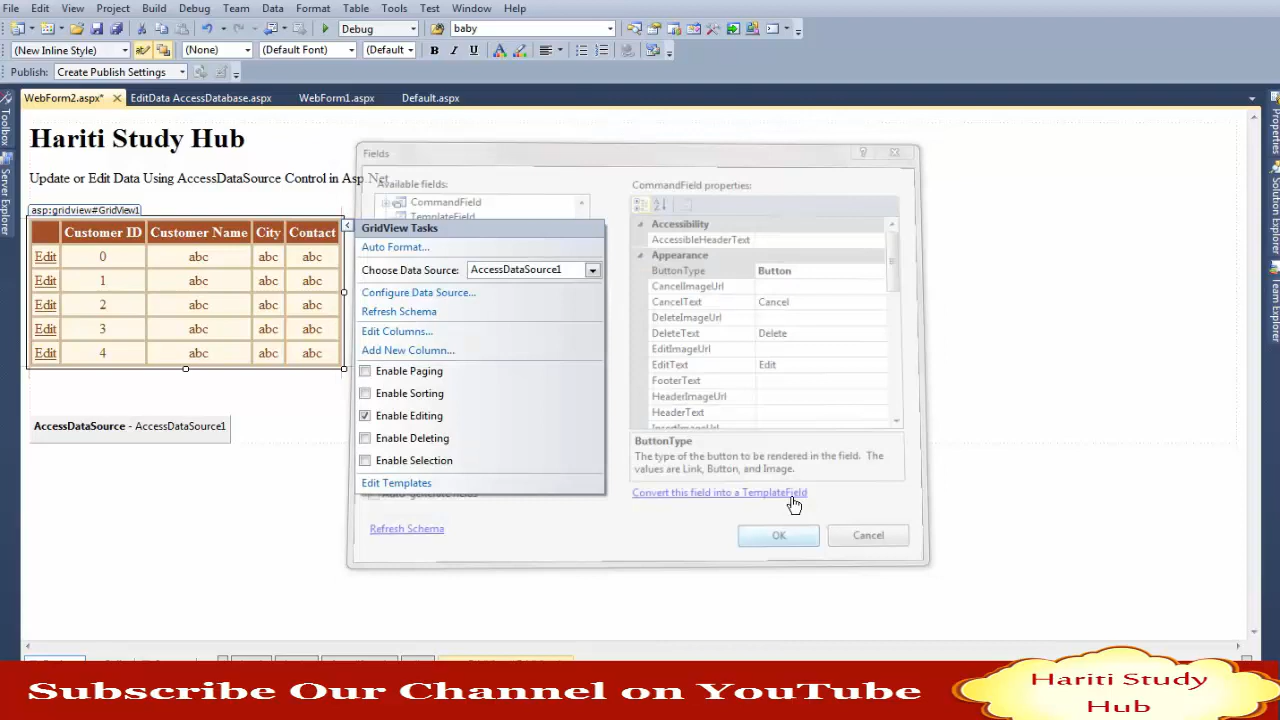 File Edit View Project Build Debug Team Data Format Table Tools Test Window Help
Debug baby
(New Inline Style) (None) (Default Font) (Default B I U A
Publish: Create Publish Settings
WebForm2.aspx* EditData AccessDatabase.aspx WebForm1.aspx Default.aspx
Toolbox
Server Explorer
Properties
Team Explorer
Hariti Study Hub
Update or Edit Data Using AccessDataSource Control in Asp.Net
asp:gridview#GridView1
Customer ID Customer Name City Contact
Edit 0 abc abc abc
Edit 1 abc abc abc
Edit 2 abc abc abc
Edit 3 abc abc abc
Edit 4 abc abc abc
AccessDataSource - AccessDataSource1
GridView Tasks
Auto Format...
Choose Data Source: AccessDataSource1
Configure Data Source...
Refresh Schema
Edit Columns...
Add New Column...
Enable Paging
Enable Sorting
Enable Editing
Enable Deleting
Enable Selection
Edit Templates
Fields
Available fields:
CommandField
TemplateField
Auto-generate fields
Refresh Schema
CommandField properties:
Accessibility
AccessibleHeaderText
Appearance
ButtonType Button
CancelImageUrl
CancelText Cancel
DeleteImageUrl
DeleteText Delete
EditImageUrl
EditText Edit
FooterText
HeaderImageUrl
HeaderText
InsertImageUrl
ButtonType
The type of the button to be rendered in the field. The
values are Link, Button, and Image.
Convert this field into a TemplateField
OK Cancel
Subscribe Our Channel on YouTube
Hariti Study
Hub